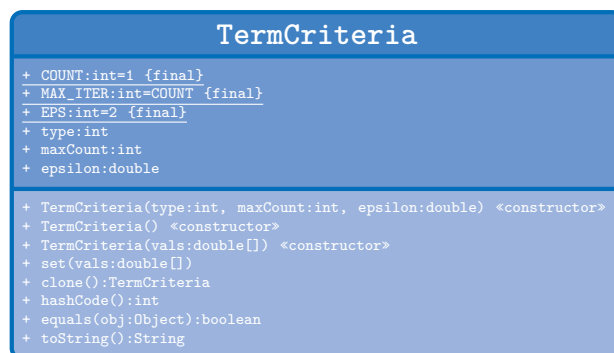 TermCriteria
+ COUNT:int=1 {final}
+ MAX_ITER:int=COUNT {final}
+ EPS:int=2 {final}
+ type:int
+ maxCount:int
+ epsilon:double
+ TermCriteria(type:int, maxCount:int, epsilon:double) «constructor»
+ TermCriteria() «constructor»
+ TermCriteria(vals:double[]) «constructor»
+ set(vals:double[])
+ clone():TermCriteria
+ hashCode():int
+ equals(obj:Object):boolean
+ toString():String